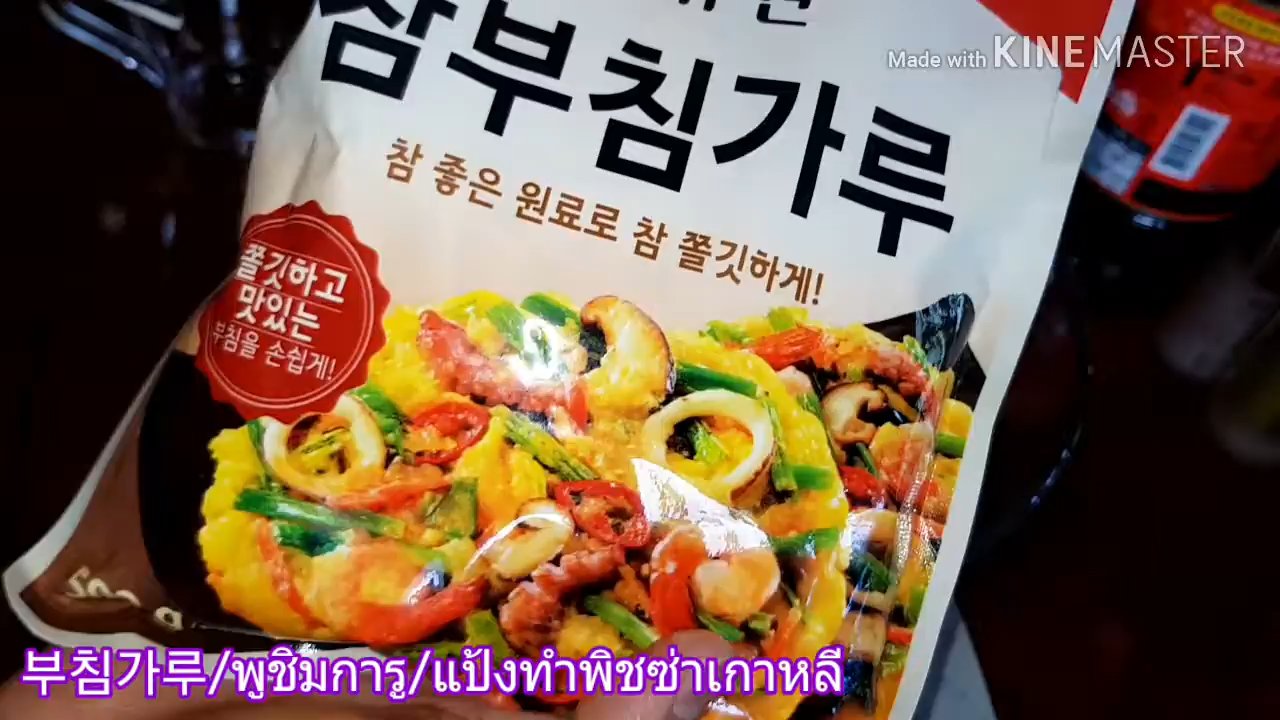 Made with KINEMASTER
참부침가루
참 좋은 원료로 참 쫄깃하게!
쫄깃하고
맛있는
부침을 손쉽게!
500 g
부침가루/พูชิมการู/แป้งทำพิซซ่าเกาหลี